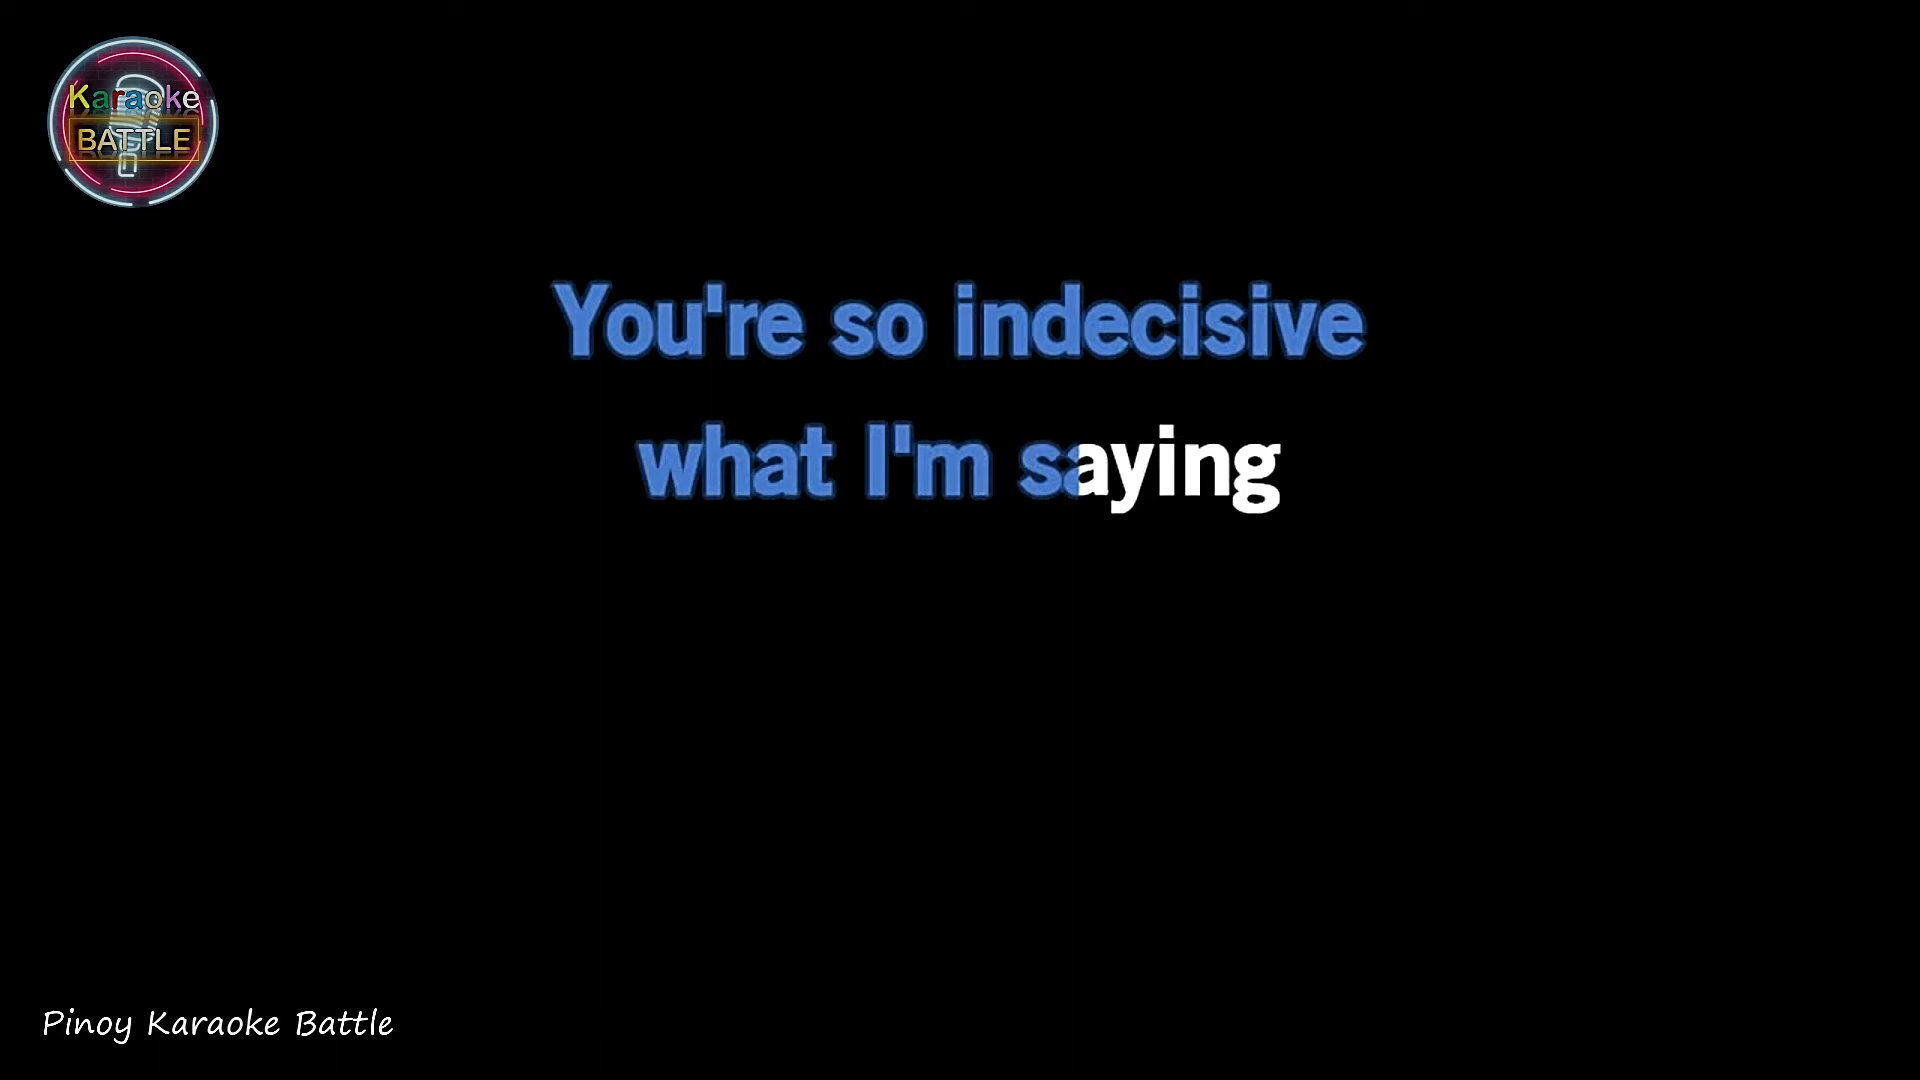 Karaoke
BATTLE
You're so indecisive
what I'm saying
Pinoy Karaoke Battle